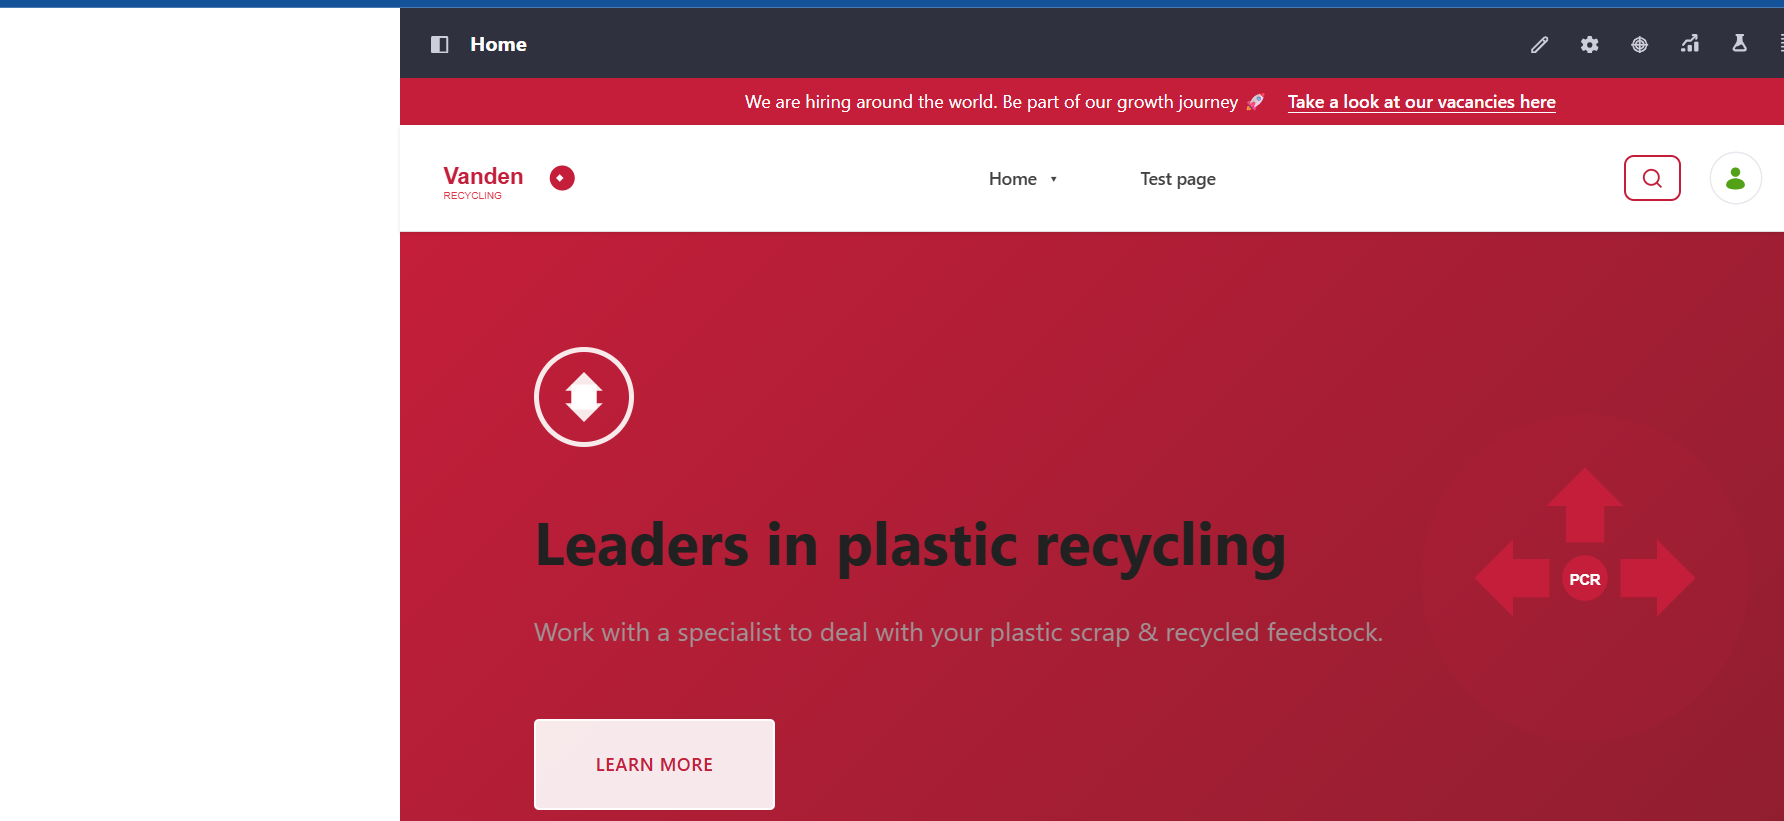 Home
We are hiring around the world. Be part of our growth journey 🚀 Take a look at our vacancies here
Vanden
RECYCLING
Home
Test page
Leaders in plastic recycling
PCR
Work with a specialist to deal with your plastic scrap & recycled feedstock.
LEARN MORE